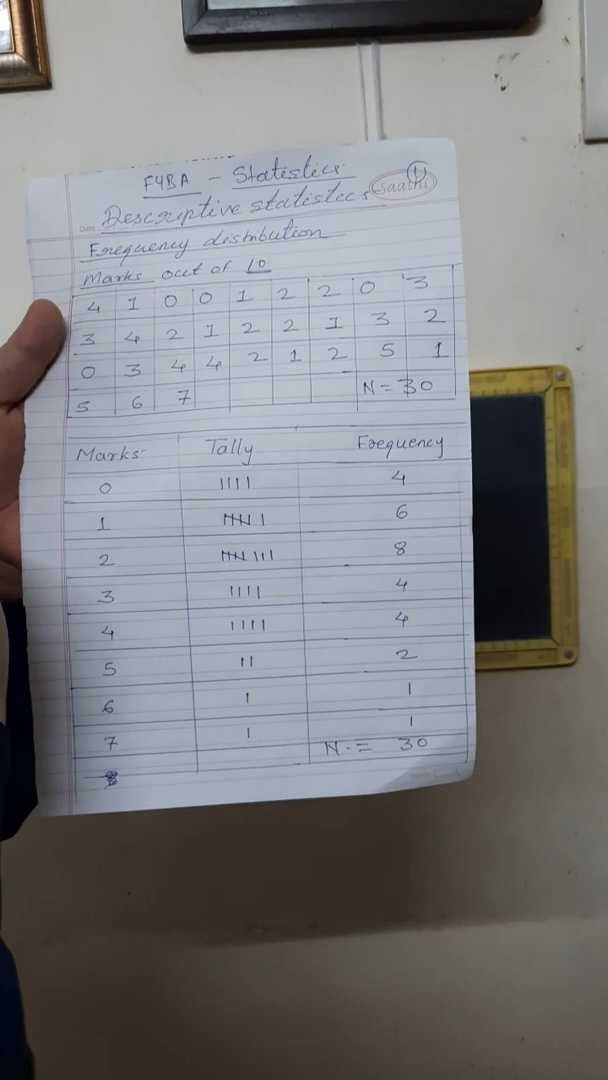 FYBA - Statistics
Descriptive statistics saathi 1
Date
Frequency distribution
Marks out of 10
4 1 0 0 1 2 2 0 3
3 4 2 1 2 2 1 3 2
0 3 4 4 2 1 2 5 1
5 6 7 N = 30
Marks Tally Frequency
0 |||| 4
1 𝍸 | 6
2 𝍸 ||| 8
3 |||| 4
4 |||| 4
5 || 2
6 | 1
7 | 1
N = 30